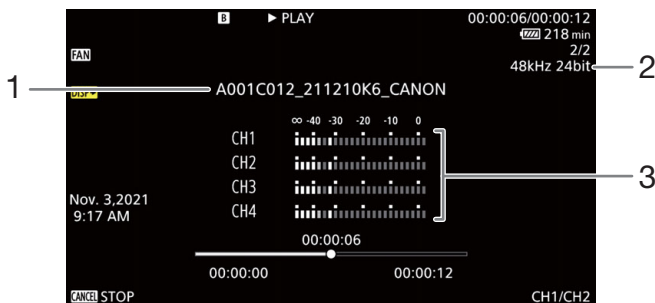 B ► PLAY 00:00:06/00:00:12
218 min
FAN 2/2
48kHz 24bit 2
1 DISP A001C012_211210K6_CANON
∞ -40 -30 -20 -10 0
CH1
CH2
CH3 3
Nov. 3,2021
9:17 AM CH4
00:00:06
00:00:00 00:00:12
CANCEL STOP CH1/CH2